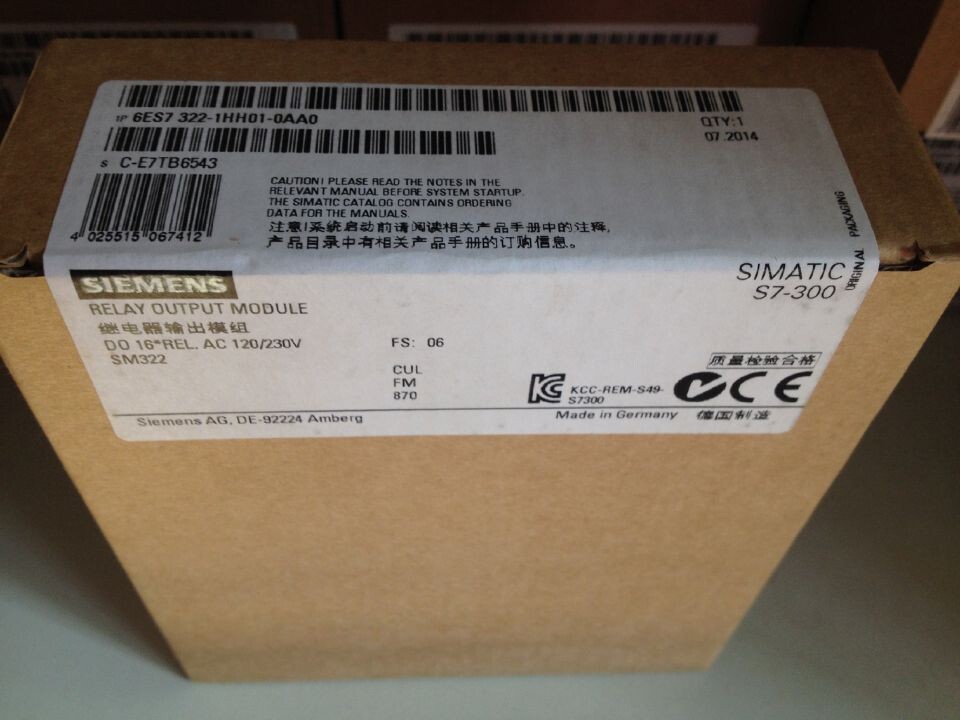 1P 6ES7 322-1HH01-0AA0
QTY:1
07.2014
S C-E7TB6543
4 025515 067412
CAUTION! PLEASE READ THE NOTES IN THE
RELEVANT MANUAL BEFORE SYSTEM STARTUP.
THE SIMATIC CATALOG CONTAINS ORDERING
DATA FOR THE MANUALS.
注意!系统启动前请阅读相关产品手册中的注释,
产品目录中有相关产品手册的订购信息。
ORIGINAL PACKAGING
SIEMENS
SIMATIC
S7-300
RELAY OUTPUT MODULE
继电器输出模组
DO 16*REL. AC 120/230V
SM322
FS: 06
CUL
FM
870
质量检验合格
KCC-REM-S49-
S7300
CE
Siemens AG, DE-92224 Amberg
Made in Germany 德国制造